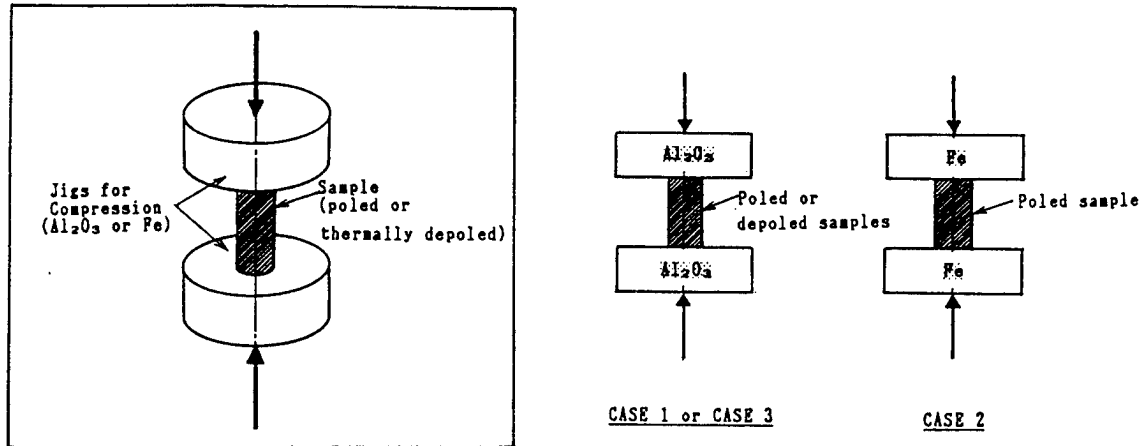 Jigs for
Compression
(Al₂O₃ or Fe)
Sample
(poled or
thermally depoled)
Al₂O₃
Poled or
depoled samples
Al₂O₃
CASE 1 or CASE 3
Fe
Poled sample
Fe
CASE 2